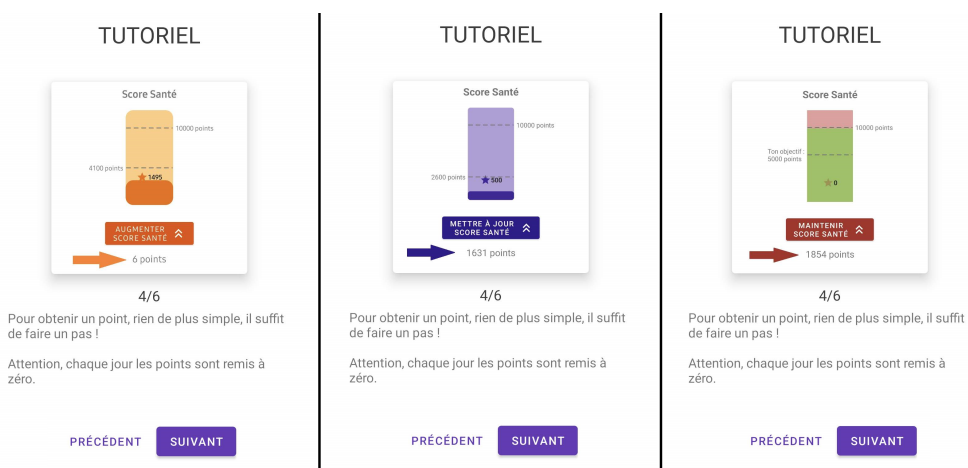 TUTORIEL
Score Santé
10000 points
4100 points
1495
AUGMENTER
SCORE SANTÉ
6 points
4/6
Pour obtenir un point, rien de plus simple, il suffit
de faire un pas !
Attention, chaque jour les points sont remis à
zéro.
PRÉCÉDENT
SUIVANT
TUTORIEL
Score Santé
10000 points
2600 points
500
METTRE À JOUR
SCORE SANTÉ
1631 points
4/6
Pour obtenir un point, rien de plus simple, il suffit
de faire un pas !
Attention, chaque jour les points sont remis à
zéro.
PRÉCÉDENT
SUIVANT
TUTORIEL
Score Santé
10000 points
Ton objectif :
5000 points
0
MAINTENIR
SCORE SANTÉ
1854 points
4/6
Pour obtenir un point, rien de plus simple, il suffit
de faire un pas !
Attention, chaque jour les points sont remis à
zéro.
PRÉCÉDENT
SUIVANT